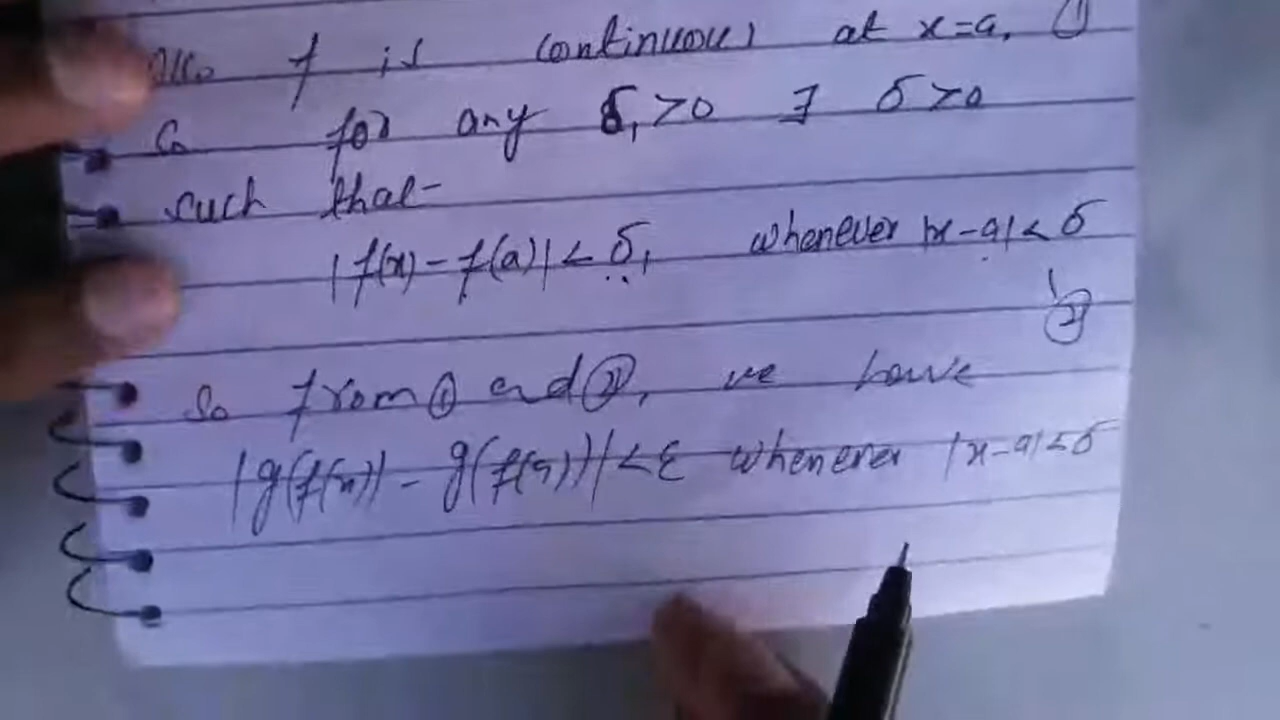 f is continuous at x=a. ①
So for any δ₁>0 ∃ δ>0
such that-
|f(x)-f(a)|<δ₁ whenever |x-a|<δ
②
So from ① and ②, we have
|g(f(x))-g(f(a))|<ε whenever |x-a|<δ